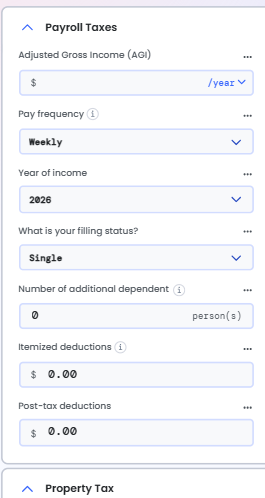 Payroll Taxes
Adjusted Gross Income (AGI) ...
$ /year
Pay frequency i ...
Weekly
Year of income ...
2026
What is your filling status? ...
Single
Number of additional dependent i ...
0 person(s)
Itemized deductions i ...
$ 0.00
Post-tax deductions ...
$ 0.00
Property Tax